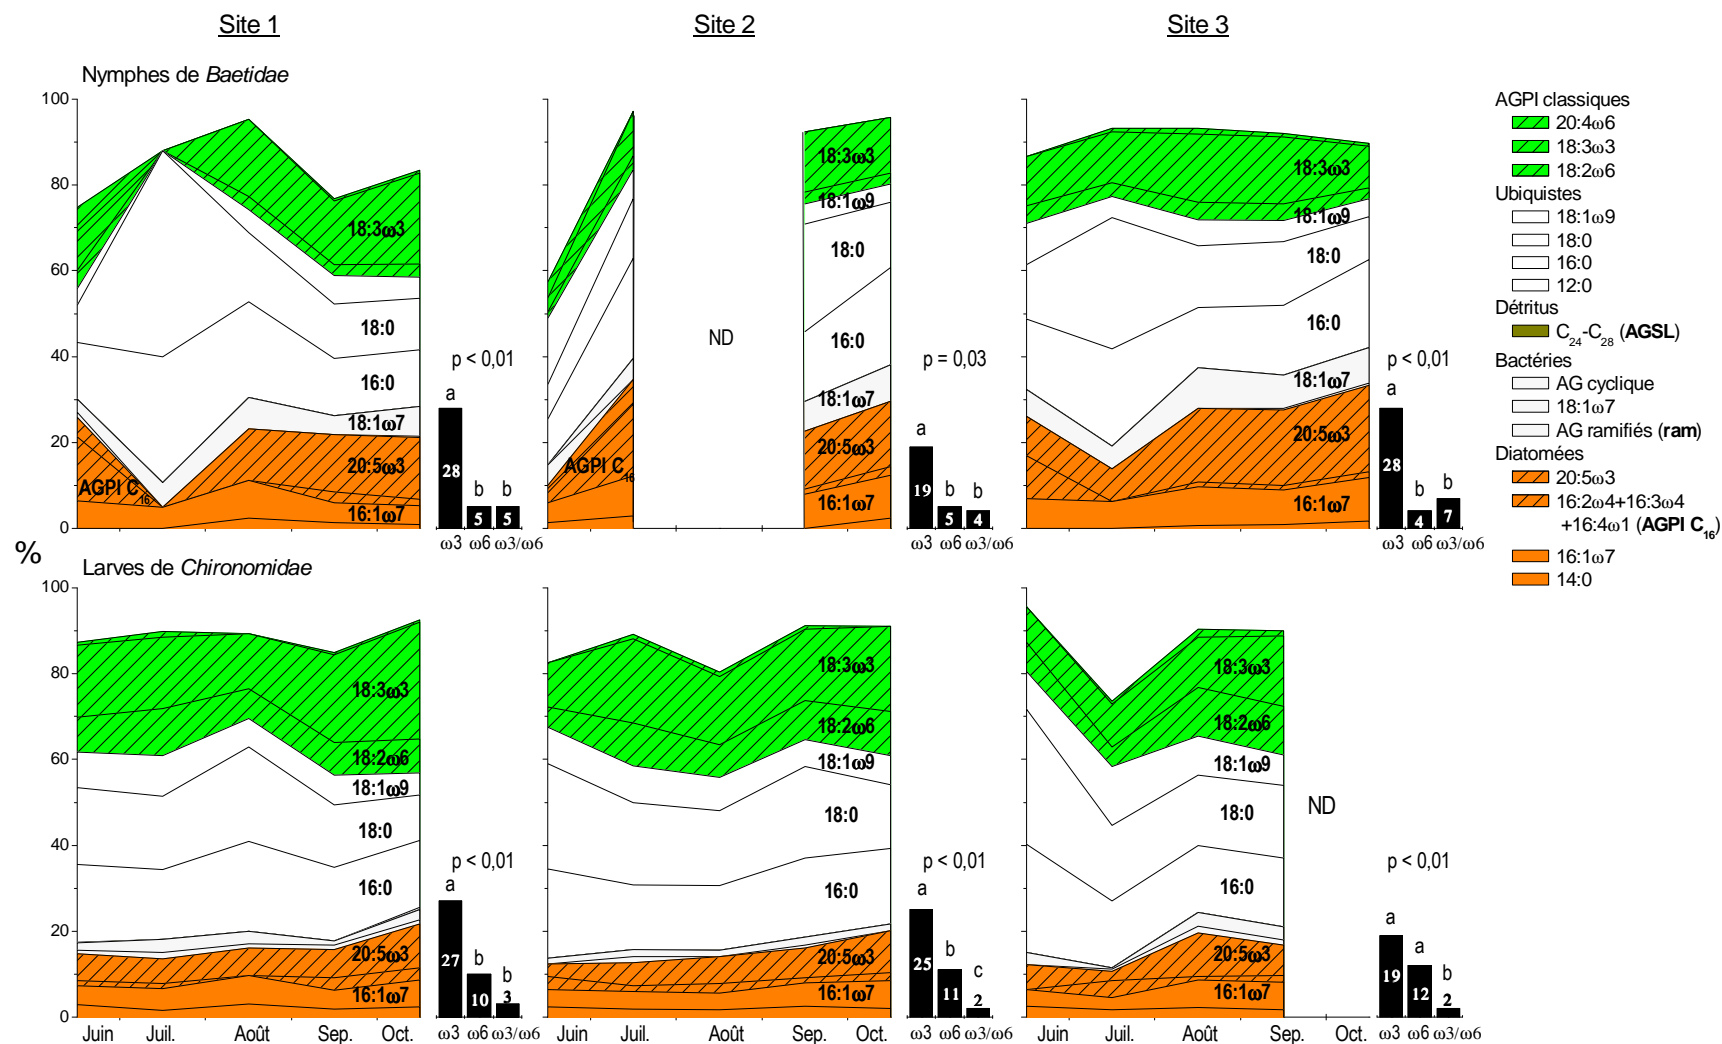 Site 1
Site 2
Site 3
Nymphes de Baetidae
100
80
60
40
20
0
18:3ω3
18:0
16:0
18:1ω7
20:5ω3
AGPI C16
16:1ω7
p < 0,01
a
28
b
5
b
5
ω3 ω6 ω3/ω6
ND
AGPI C16
18:3ω3
18:1ω9
18:0
16:0
18:1ω7
20:5ω3
16:1ω7
p = 0,03
a
19
b
5
b
4
ω3 ω6 ω3/ω6
18:3ω3
18:1ω9
18:0
16:0
18:1ω7
20:5ω3
16:1ω7
p < 0,01
a
28
b
4
b
7
ω3 ω6 ω3/ω6
AGPI classiques
20:4ω6
18:3ω3
18:2ω6
Ubiquistes
18:1ω9
18:0
16:0
12:0
Détritus
C24-C28 (AGSL)
Bactéries
AG cyclique
18:1ω7
AG ramifiés (ram)
Diatomées
20:5ω3
16:2ω4+16:3ω4
+16:4ω1 (AGPI C16)
16:1ω7
14:0
%
Larves de Chironomidae
100
80
60
40
20
0
18:3ω3
18:2ω6
18:1ω9
18:0
16:0
20:5ω3
16:1ω7
Juin Juil. Août Sep. Oct.
p < 0,01
a
27
b
10
b
3
ω3 ω6 ω3/ω6
18:3ω3
18:2ω6
18:1ω9
18:0
16:0
20:5ω3
16:1ω7
Juin Juil. Août Sep. Oct.
p < 0,01
a
25
b
11
c
2
ω3 ω6 ω3/ω6
18:3ω3
18:2ω6
18:1ω9
18:0
16:0
20:5ω3
16:1ω7
ND
Juin Juil. Août Sep. Oct.
p < 0,01
a
19
a
12
b
2
ω3 ω6 ω3/ω6